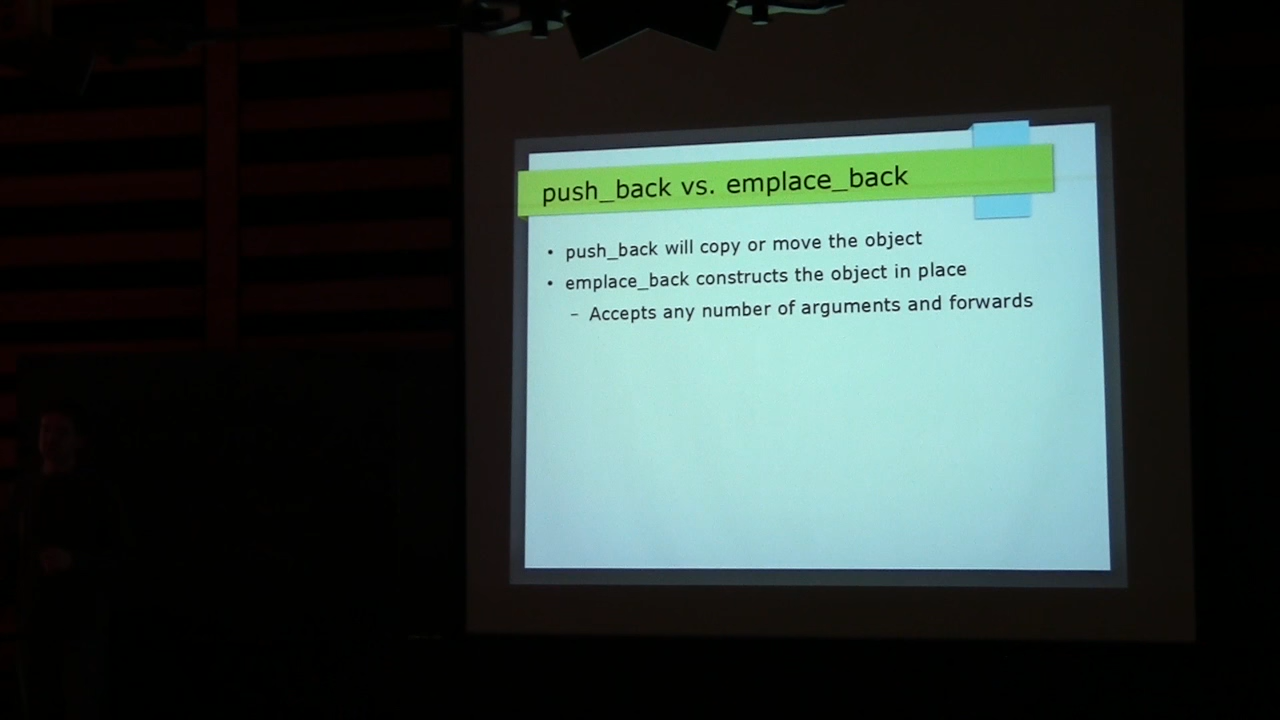 push_back vs. emplace_back
• push_back will copy or move the object
• emplace_back constructs the object in place
– Accepts any number of arguments and forwards